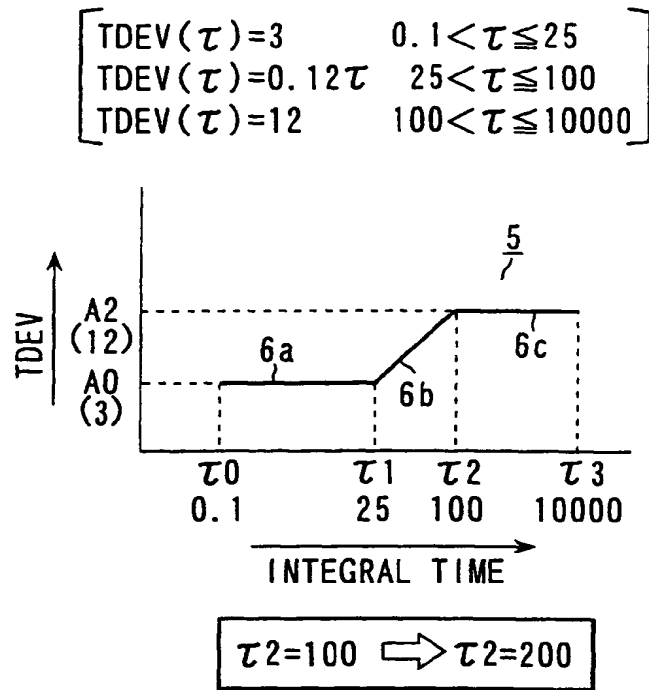 TDEV(τ)=3 0.1<τ≦25
TDEV(τ)=0.12τ 25<τ≦100
TDEV(τ)=12 100<τ≦10000
5
A2
(12)
6a
6b
6c
TDEV
A0
(3)
τ0 τ1 τ2 τ3
0.1 25 100 10000
INTEGRAL TIME
τ2=100 ⇨ τ2=200